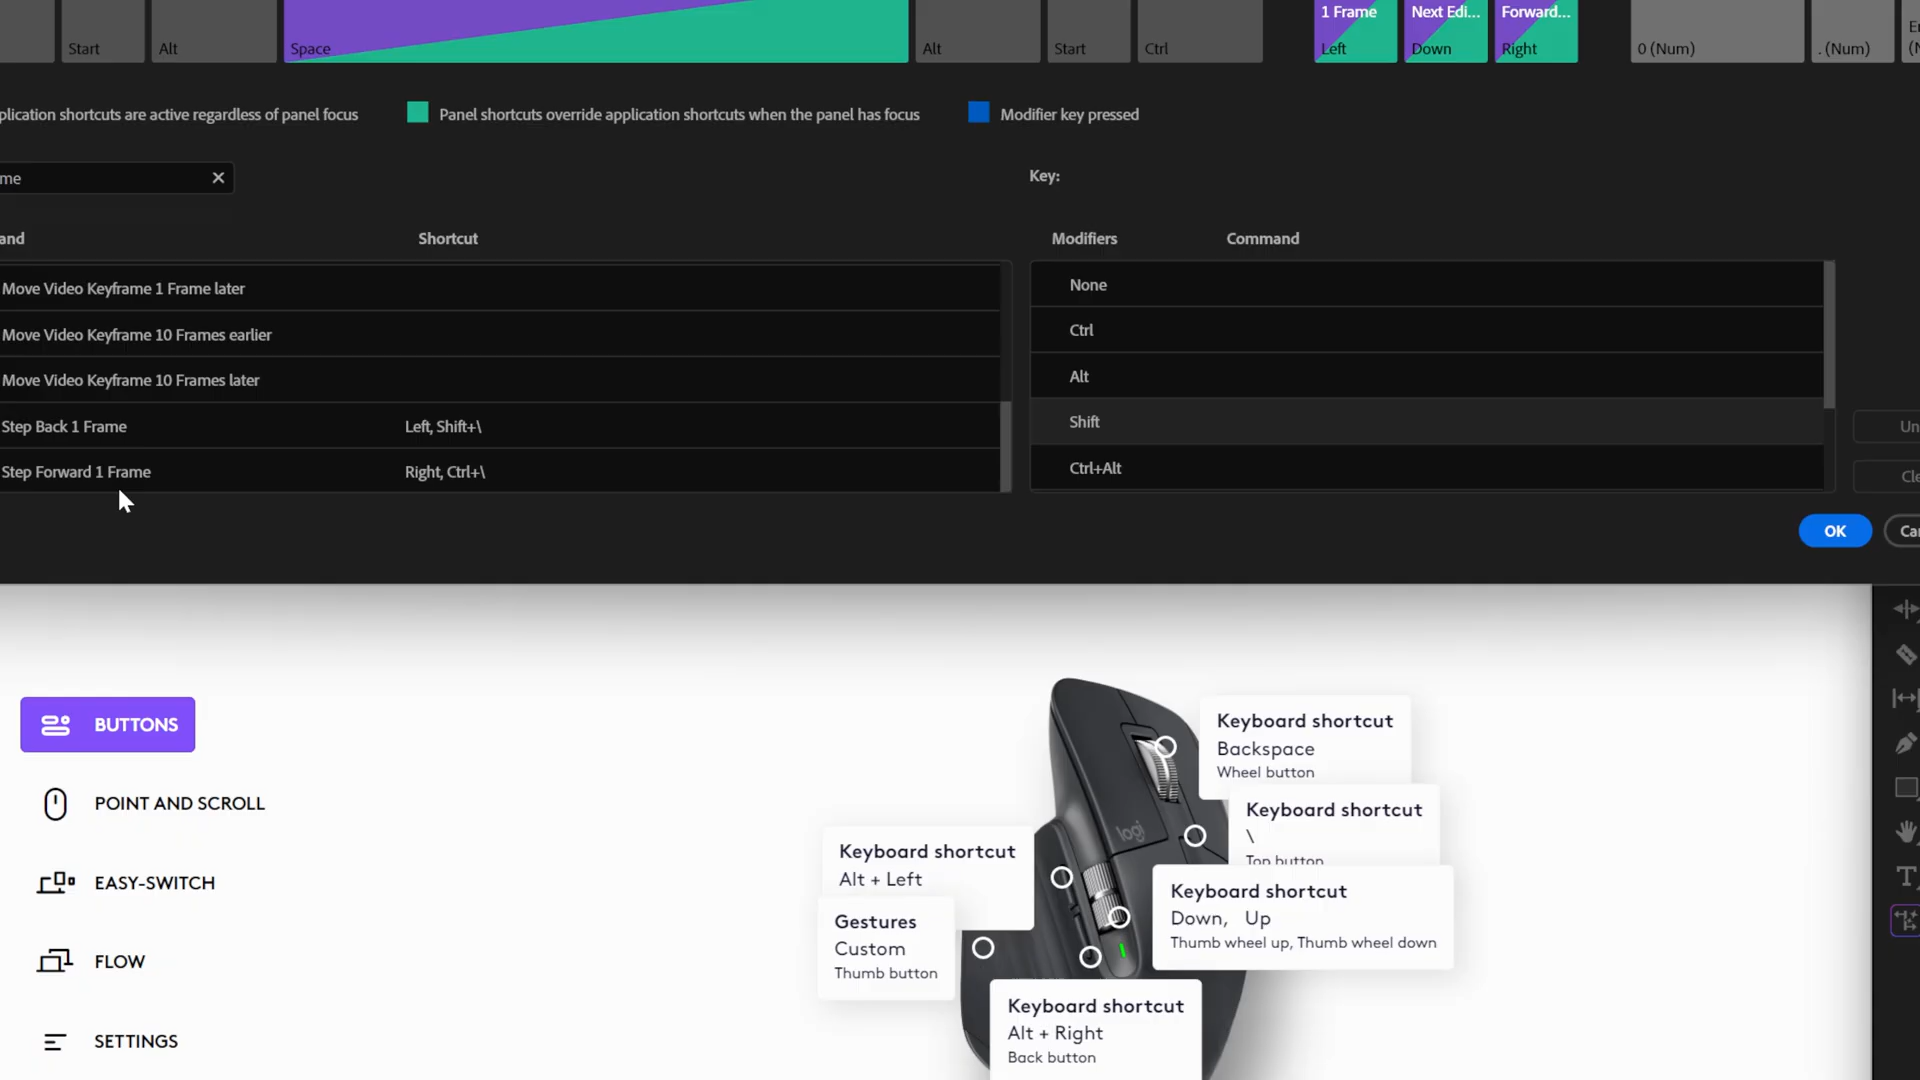 1 Frame
Next Edi...
Forward...
Start
Alt
Space
Alt
Start
Ctrl
Left
Down
Right
0 (Num)
. (Num)
plication shortcuts are active regardless of panel focus
Panel shortcuts override application shortcuts when the panel has focus
Modifier key pressed
me
Key:
and
Shortcut
Modifiers
Command
Move Video Keyframe 1 Frame later
Move Video Keyframe 10 Frames earlier
Move Video Keyframe 10 Frames later
Step Back 1 Frame
Left, Shift+\
Step Forward 1 Frame
Right, Ctrl+\
None
Ctrl
Alt
Shift
Ctrl+Alt
Un
Cle
OK
Can
BUTTONS
POINT AND SCROLL
EASY-SWITCH
FLOW
SETTINGS
logi
Keyboard shortcut
Backspace
Wheel button
Keyboard shortcut
\
Top button
Keyboard shortcut
Alt + Left
Keyboard shortcut
Down, Up
Thumb wheel up, Thumb wheel down
Gestures
Custom
Thumb button
Keyboard shortcut
Alt + Right
Back button